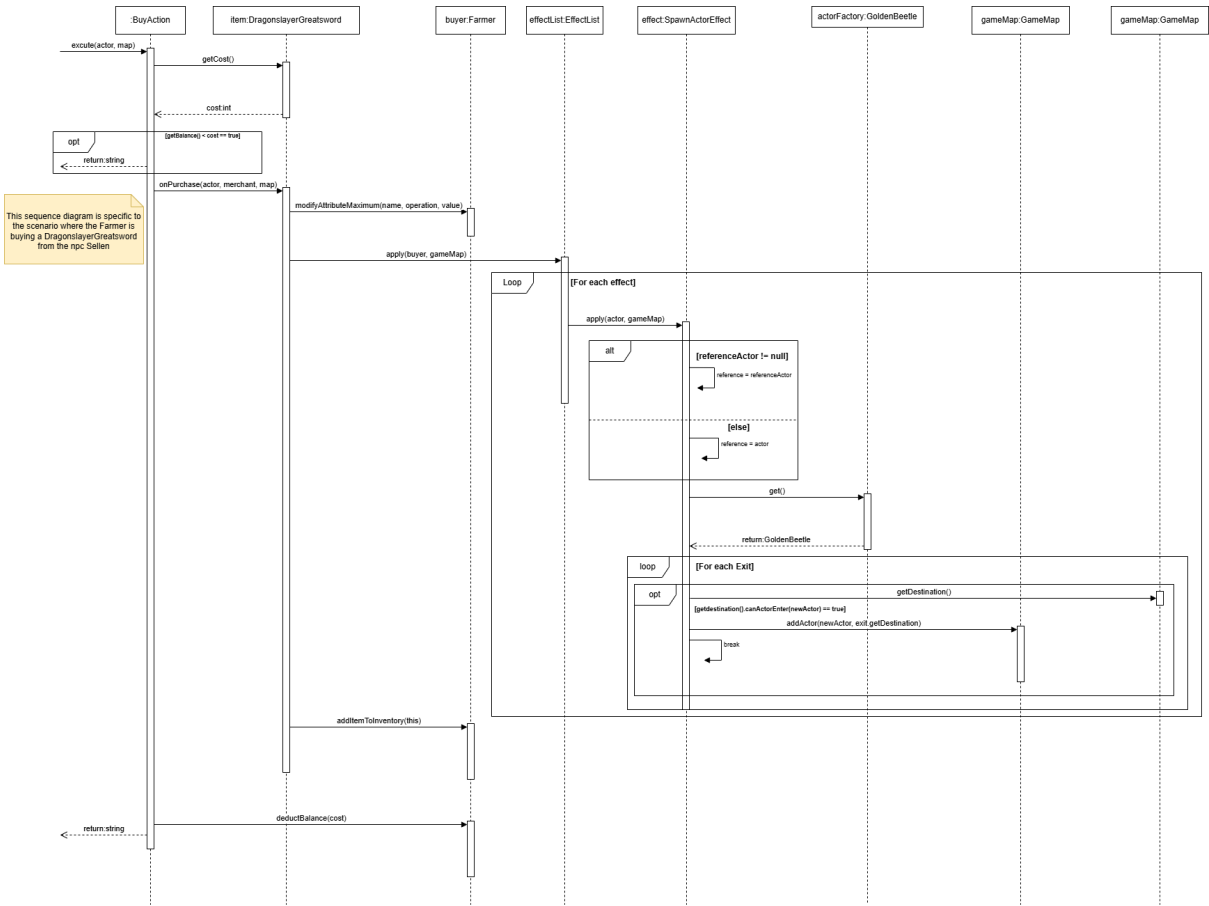 :BuyAction
item:DragonslayerGreatsword
buyer:Farmer
effectList:EffectList
effect:SpawnActorEffect
actorFactory:GoldenBeetle
gameMap:GameMap
gameMap:GameMap
excute(actor, map)
getCost()
cost:int
opt
[getBalance() < cost == true]
return:string
onPurchase(actor, merchant, map)
This sequence diagram is specific to
the scenario where the Farmer is
buying a DragonslayerGreatsword
from the npc Sellen
modifyAttributeMaximum(name, operation, value)
apply(buyer, gameMap)
Loop
[For each effect]
apply(actor, gameMap)
alt
[referenceActor != null]
reference = referenceActor
[else]
reference = actor
get()
return:GoldenBeetle
loop
[For each Exit]
opt
getDestination()
[getdestination().canActorEnter(newActor) == true]
addActor(newActor, exit.getDestination)
break
addItemToInventory(this)
deductBalance(cost)
return:string